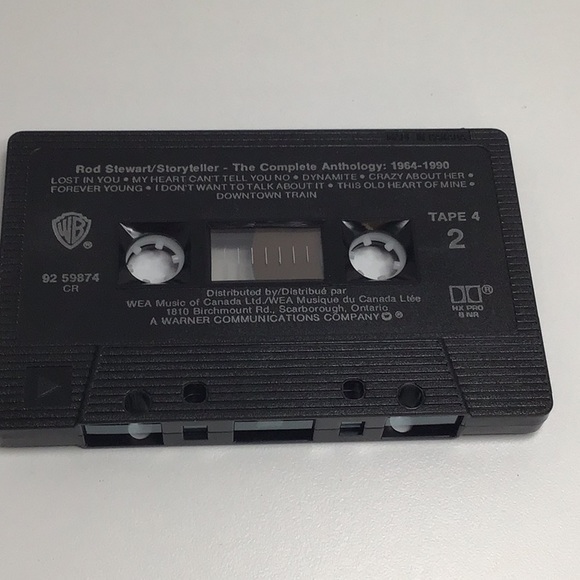 Rod Stewart/Storyteller - The Complete Anthology: 1964-1990
LOST IN YOU • MY HEART CAN'T TELL YOU NO • DYNAMITE • CRAZY ABOUT HER •
FOREVER YOUNG • I DON'T WANT TO TALK ABOUT IT • THIS OLD HEART OF MINE •
DOWNTOWN TRAIN
WB®
TAPE 4
2
92 59874
CR
Distributed by/Distribué par
WEA Music of Canada Ltd./WEA Musique du Canada Ltée
1810 Birchmount Rd., Scarborough, Ontario
A WARNER COMMUNICATIONS COMPANY
®
HX PRO
B NR